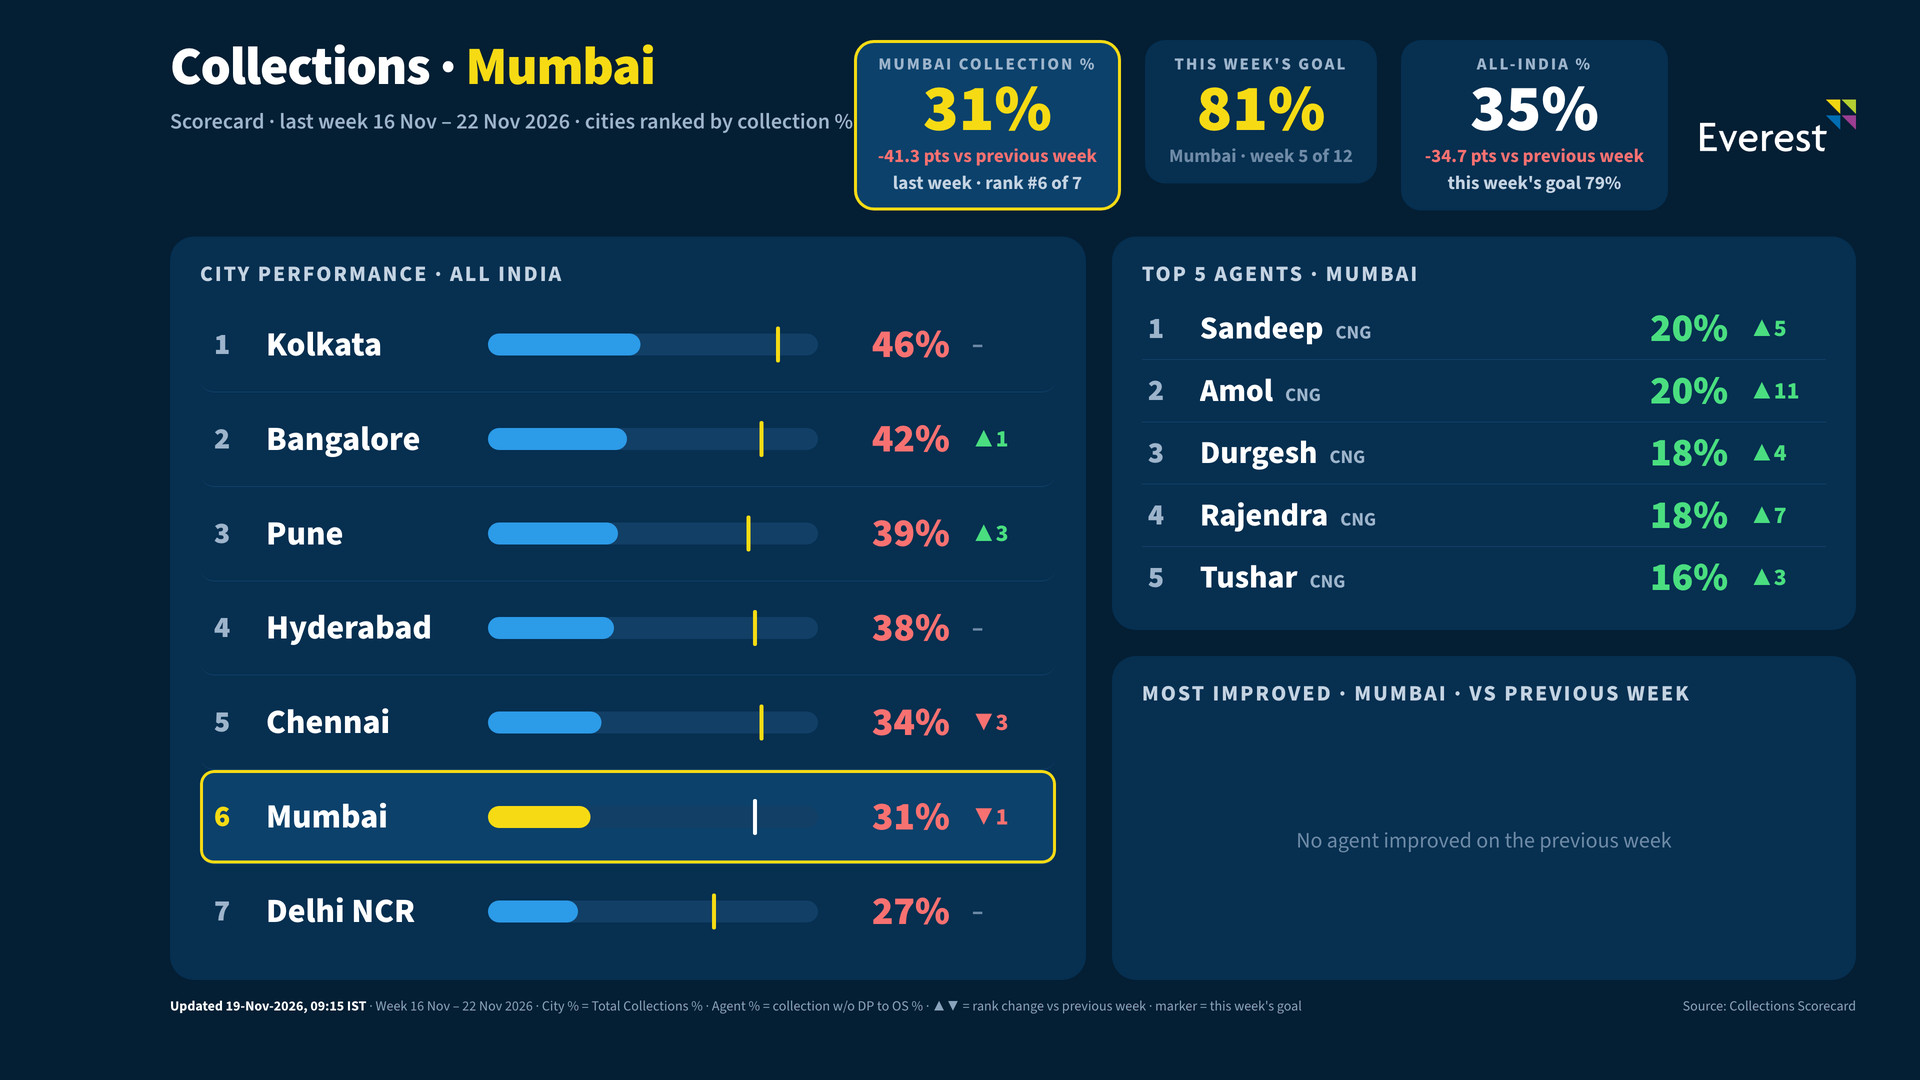 Collections · Mumbai
Scorecard · last week 16 Nov – 22 Nov 2026 · cities ranked by collection %
MUMBAI COLLECTION %
31%
-41.3 pts vs previous week
last week · rank #6 of 7
THIS WEEK'S GOAL
81%
Mumbai · week 5 of 12
ALL-INDIA %
35%
-34.7 pts vs previous week
this week's goal 79%
Everest
CITY PERFORMANCE · ALL INDIA
1 Kolkata 46% –
2 Bangalore 42% ▲1
3 Pune 39% ▲3
4 Hyderabad 38% –
5 Chennai 34% ▼3
6 Mumbai 31% ▼1
7 Delhi NCR 27% –
TOP 5 AGENTS · MUMBAI
1 Sandeep CNG 20% ▲5
2 Amol CNG 20% ▲11
3 Durgesh CNG 18% ▲4
4 Rajendra CNG 18% ▲7
5 Tushar CNG 16% ▲3
MOST IMPROVED · MUMBAI · VS PREVIOUS WEEK
No agent improved on the previous week
Updated 19-Nov-2026, 09:15 IST · Week 16 Nov – 22 Nov 2026 · City % = Total Collections % · Agent % = collection w/o DP to OS % · ▲▼ = rank change vs previous week · marker = this week's goal
Source: Collections Scorecard